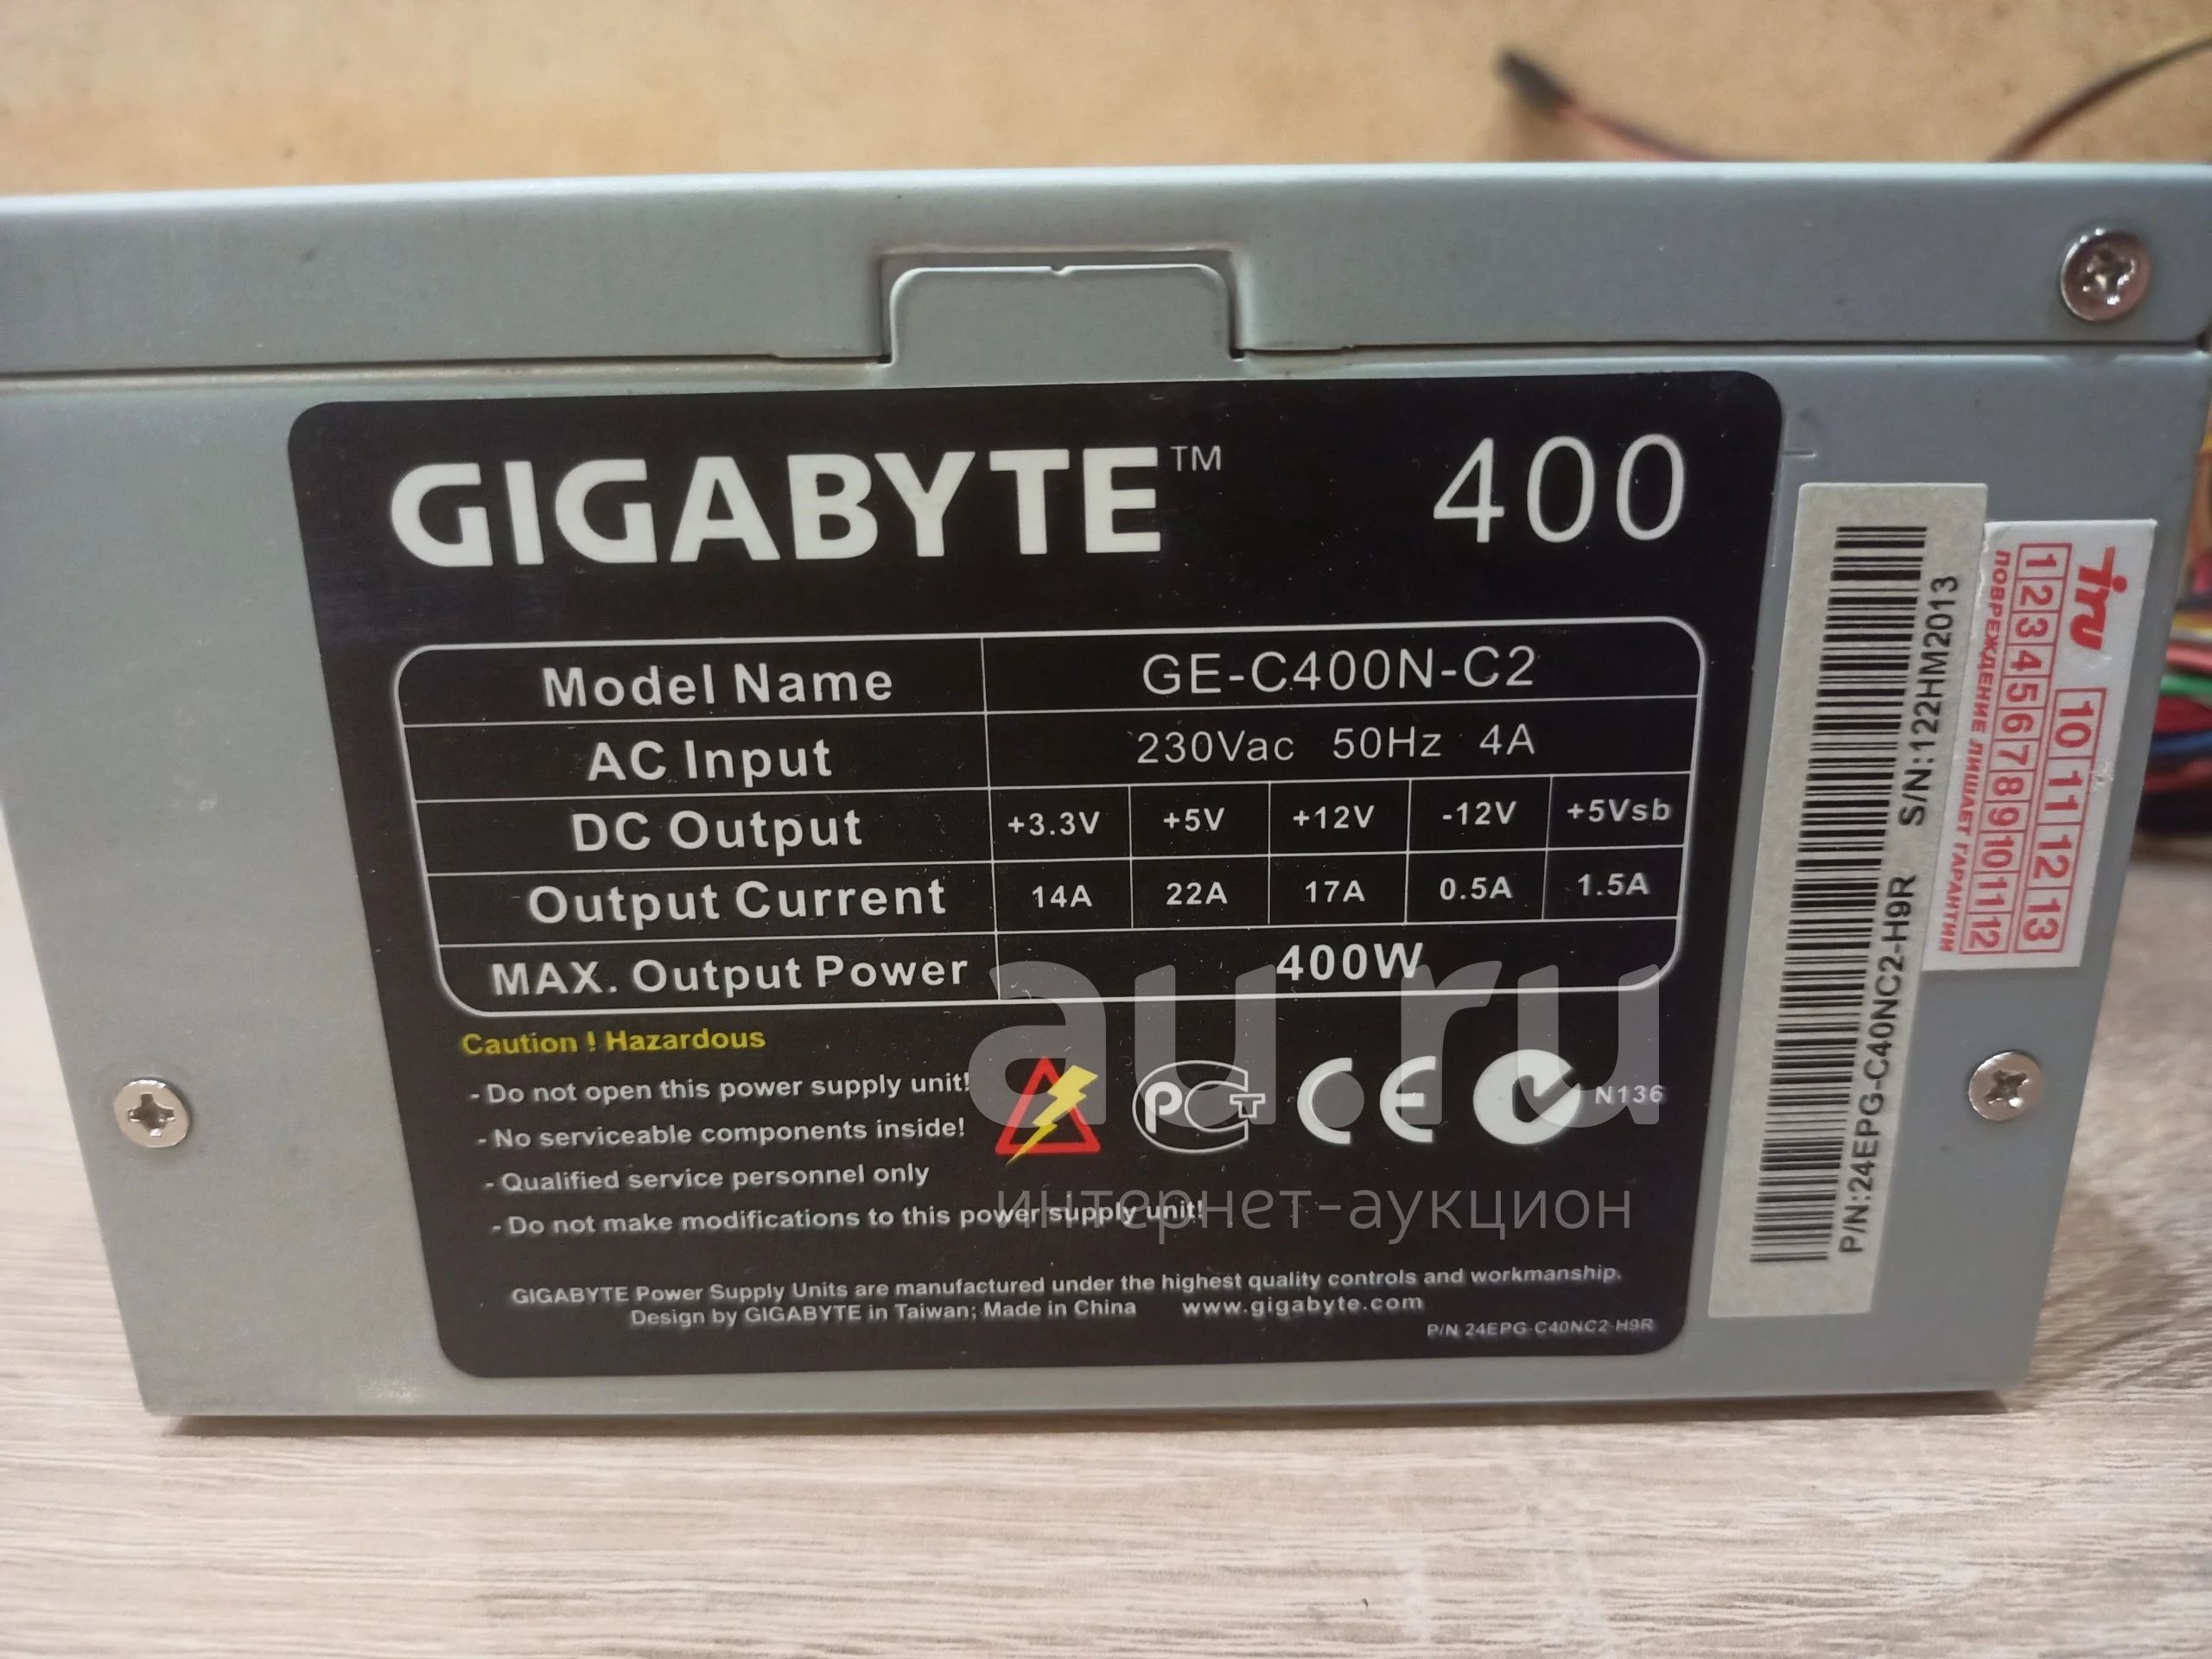 GIGABYTE™ 400
Model Name GE-C400N-C2
AC Input 230Vac 50Hz 4A
DC Output +3.3V +5V +12V -12V +5Vsb
Output Current 14A 22A 17A 0.5A 1.5A
MAX. Output Power 400W
Caution ! Hazardous
- Do not open this power supply unit!
- No serviceable components inside!
- Qualified service personnel only
- Do not make modifications to this power supply unit!
РСТ CE N136
GIGABYTE Power Supply Units are manufactured under the highest quality controls and workmanship.
Design by GIGABYTE in Taiwan; Made in China www.gigabyte.com
P/N 24EPG-C40NC2-H9R
P/N:24EPG-C40NC2-H9R S/N:122HM2013
iru 10 11 12 13
1 2 3 4 5 6 7 8 9 10 11 12
ПОВРЕЖДЕНИЕ ЛИШАЕТ ГАРАНТИИ
au.ru
интернет-аукцион